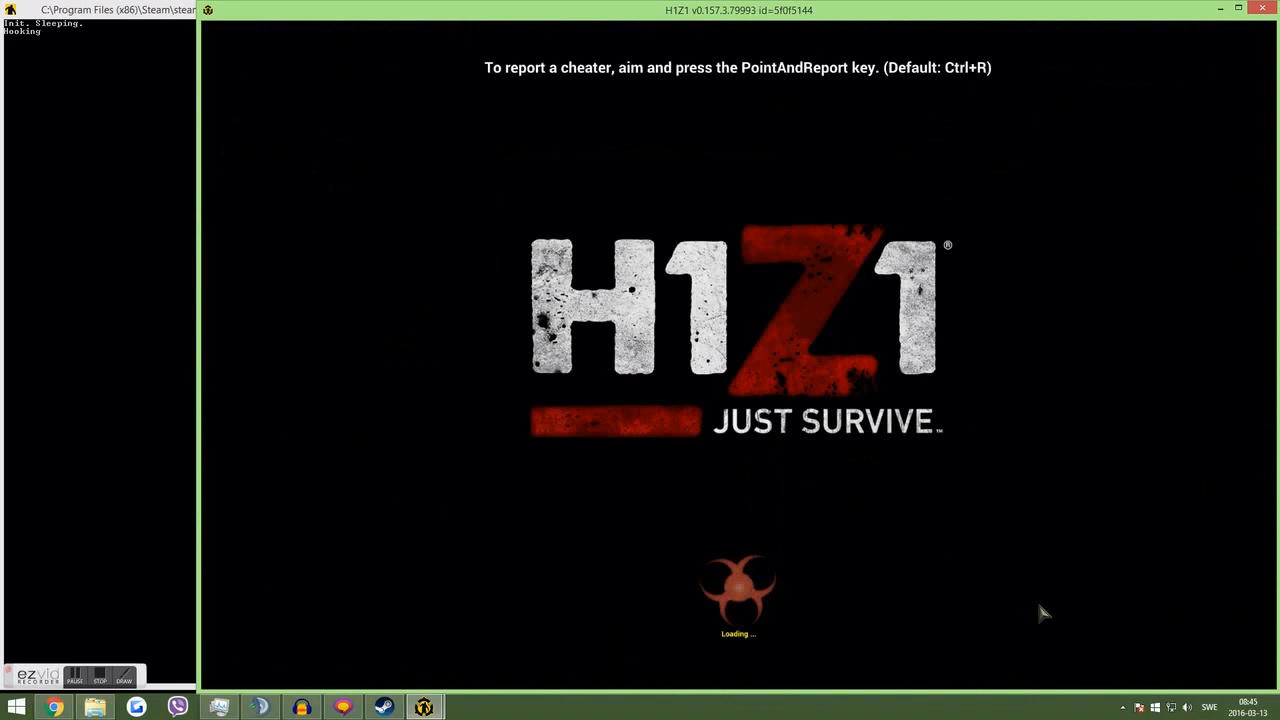 C:\Program Files (x86)\Steam\stear
Init. Sleeping.
Hooking
H1Z1 v0.157.3.79993 id=5f0f5144
To report a cheater, aim and press the PointAndReport key. (Default: Ctrl+R)
H1Z1®
JUST SURVIVE™
Loading ...
ezvid
RECORDER
PAUSE STOP DRAW
SWE
08:45
2016-03-13